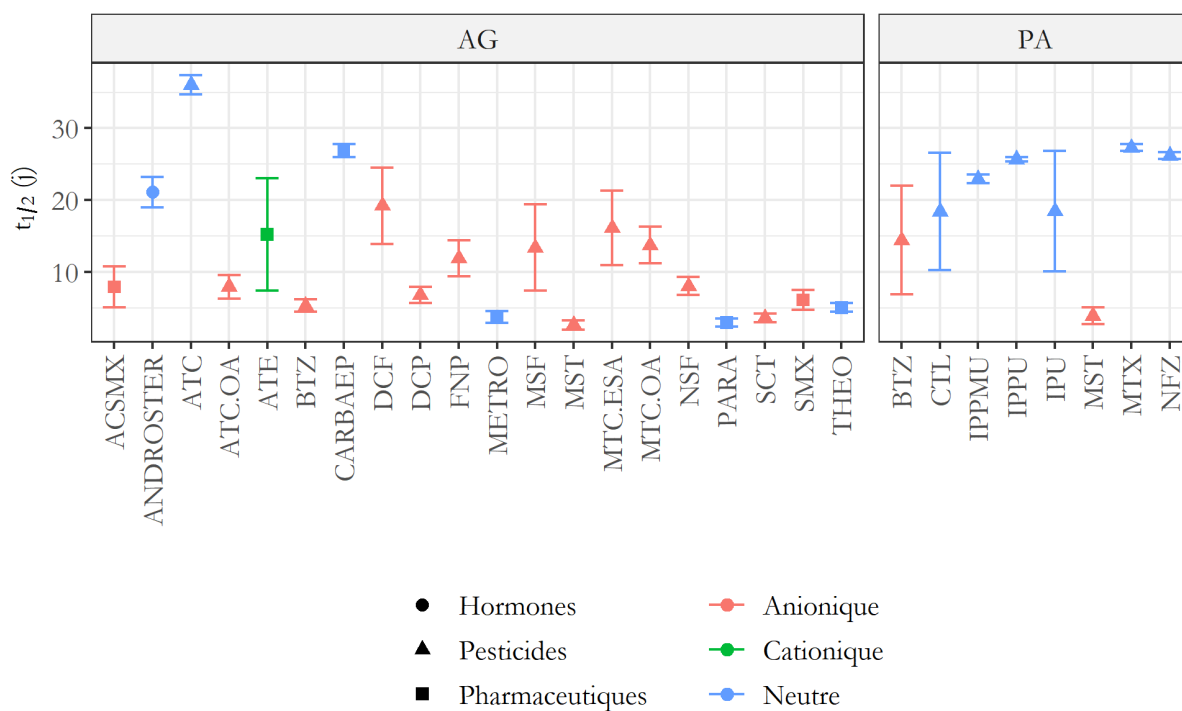 AG PA
30
20
10
t1/2 (j)
ACSMX
ANDROSTER
ATC
ATC.OA
ATE
BTZ
CARBAEP
DCF
DCP
FNP
METRO
MSF
MST
MTC.ESA
MTC.OA
NSF
PARA
SCT
SMX
THEO
BTZ
CTL
IPPMU
IPPU
IPU
MST
MTX
NFZ
Hormones Anionique
Pesticides Cationique
Pharmaceutiques Neutre